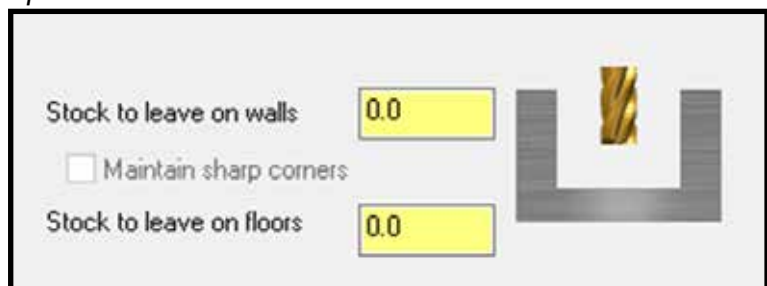 Stock to leave on walls 0.0
Maintain sharp corners
Stock to leave on floors 0.0